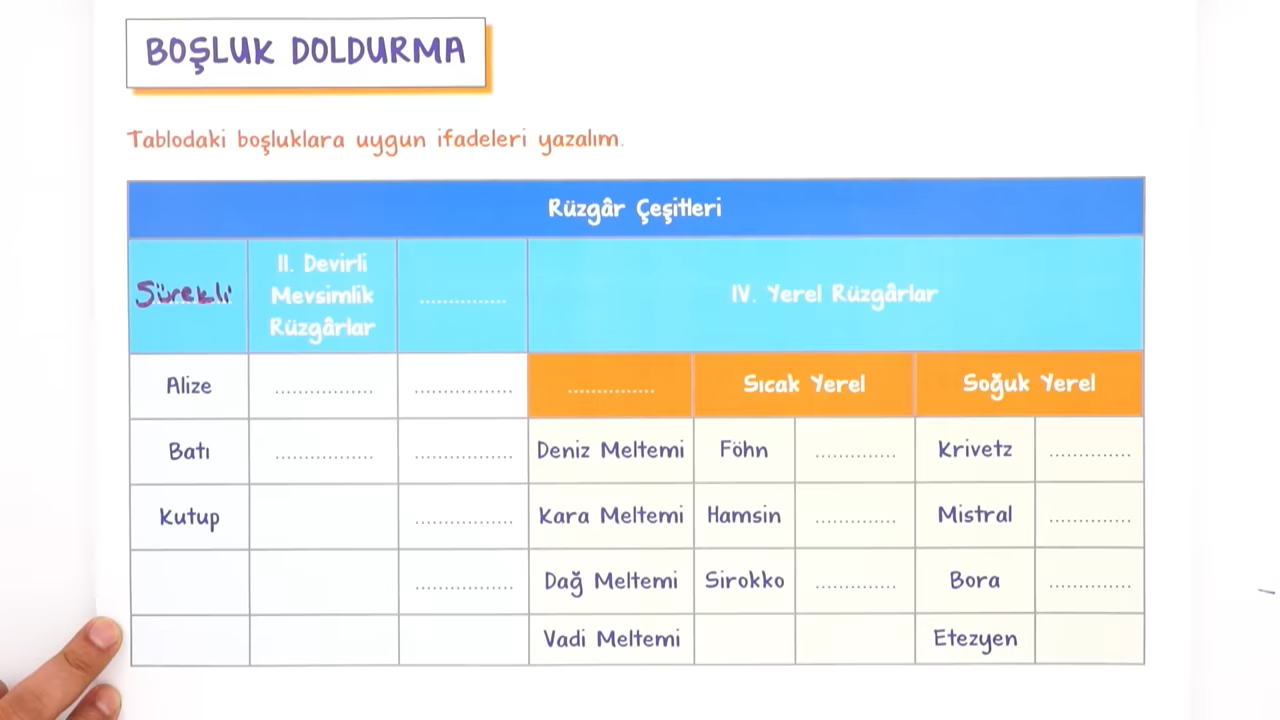 BOŞLUK DOLDURMA
Tablodaki boşluklara uygun ifadeleri yazalım.
Rüzgâr Çeşitleri
Sürekli
II. Devirli
Mevsimlik
Rüzgârlar
...............
IV. Yerel Rüzgârlar
Alize ................. ................. ............... Sıcak Yerel Soğuk Yerel
Batı ................. ................. Deniz Meltemi Föhn .............. Krivetz ..............
Kutup ................. Kara Meltemi Hamsin .............. Mistral ..............
................. Dağ Meltemi Sirokko .............. Bora ..............
Vadi Meltemi Etezyen